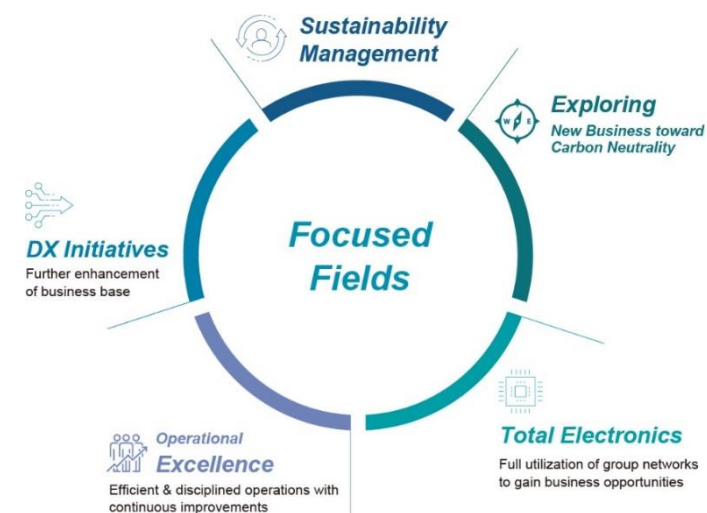 Sustainability
Management
Exploring
New Business toward
Carbon Neutrality
W E
Focused
Fields
DX Initiatives
Further enhancement
of business base
Total Electronics
Full utilization of group networks
to gain business opportunities
Operational
Excellence
Efficient & disciplined operations with
continuous improvements